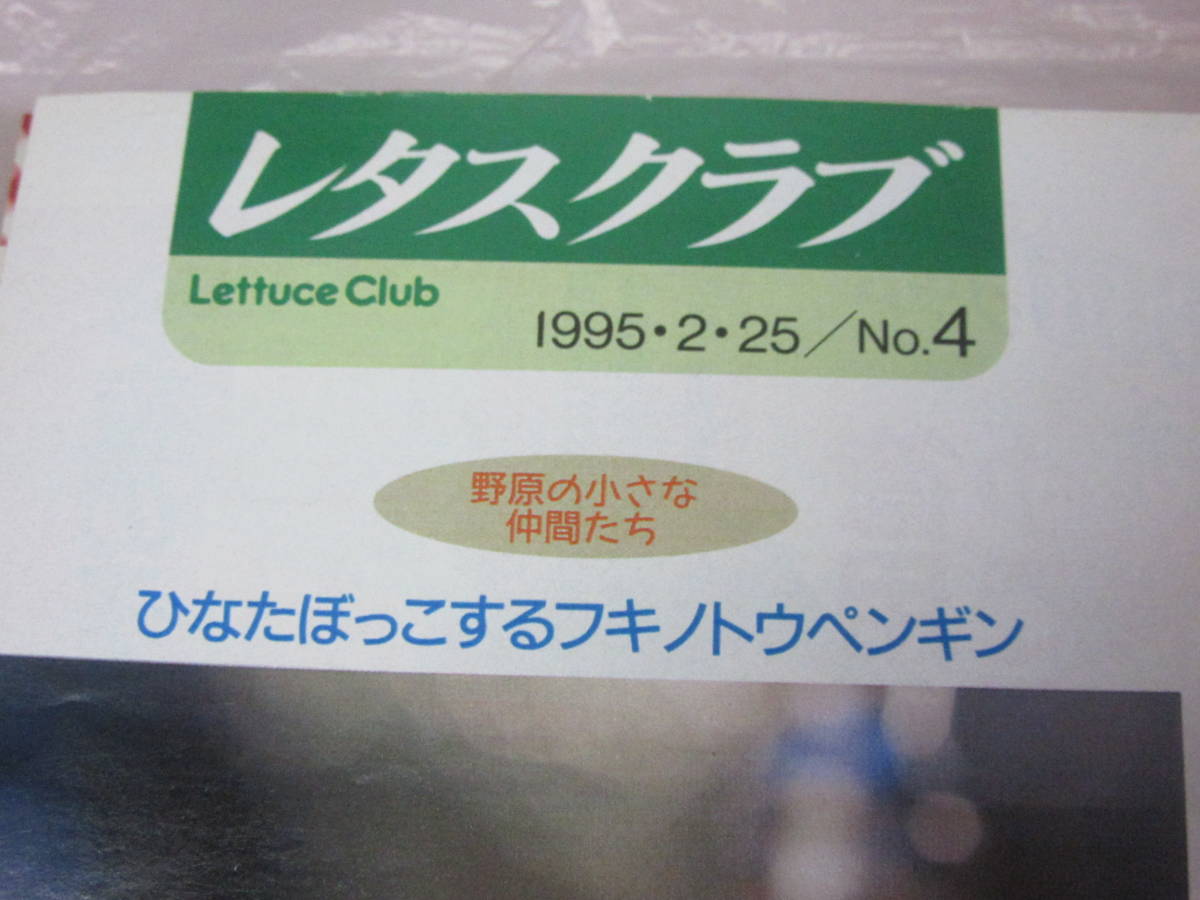 レタスクラブ
Lettuce Club
1995・2・25／No.4
野原の小さな
仲間たち
ひなたぼっこするフキノトウペンギン